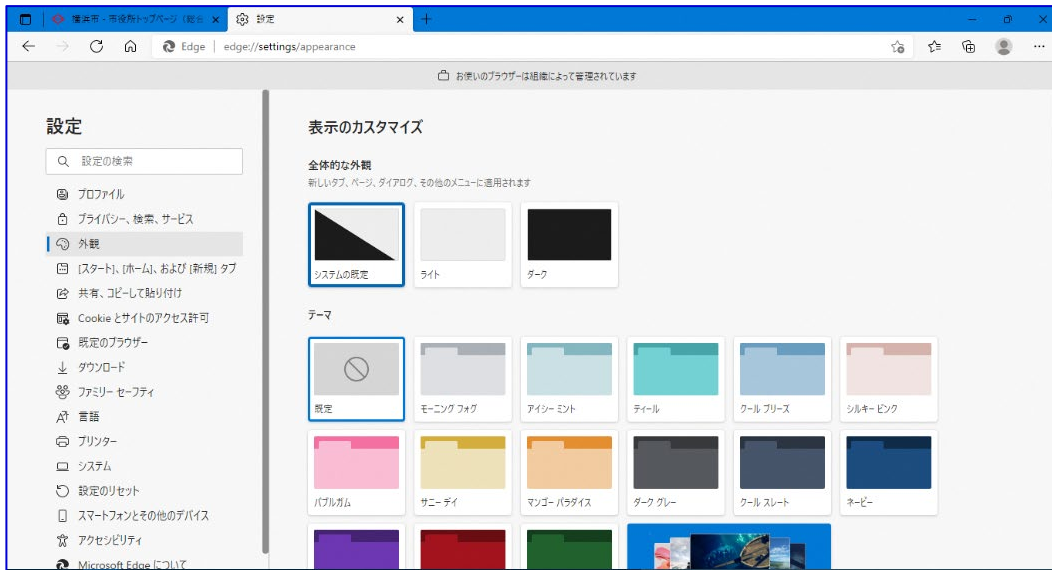 横浜市 - 市役所トップページ (総合
設定
Edge
edge://settings/appearance
お使いのブラウザーは組織によって管理されています
設定
設定の検索
プロファイル
プライバシー、検索、サービス
外観
[スタート]、[ホーム]、および [新規] タブ
共有、コピーして貼り付け
Cookie とサイトのアクセス許可
既定のブラウザー
ダウンロード
ファミリー セーフティ
言語
プリンター
システム
設定のリセット
スマートフォンとその他のデバイス
アクセシビリティ
Microsoft Edge について
表示のカスタマイズ
全体的な外観
新しいタブ、ページ、ダイアログ、その他のメニューに適用されます
システムの既定
ライト
ダーク
テーマ
既定
モーニング フォグ
アイシー ミント
ティール
クール ブリーズ
シルキー ピンク
バブルガム
サニー デイ
マンゴー パラダイス
ダーク グレー
クール スレート
ネービー